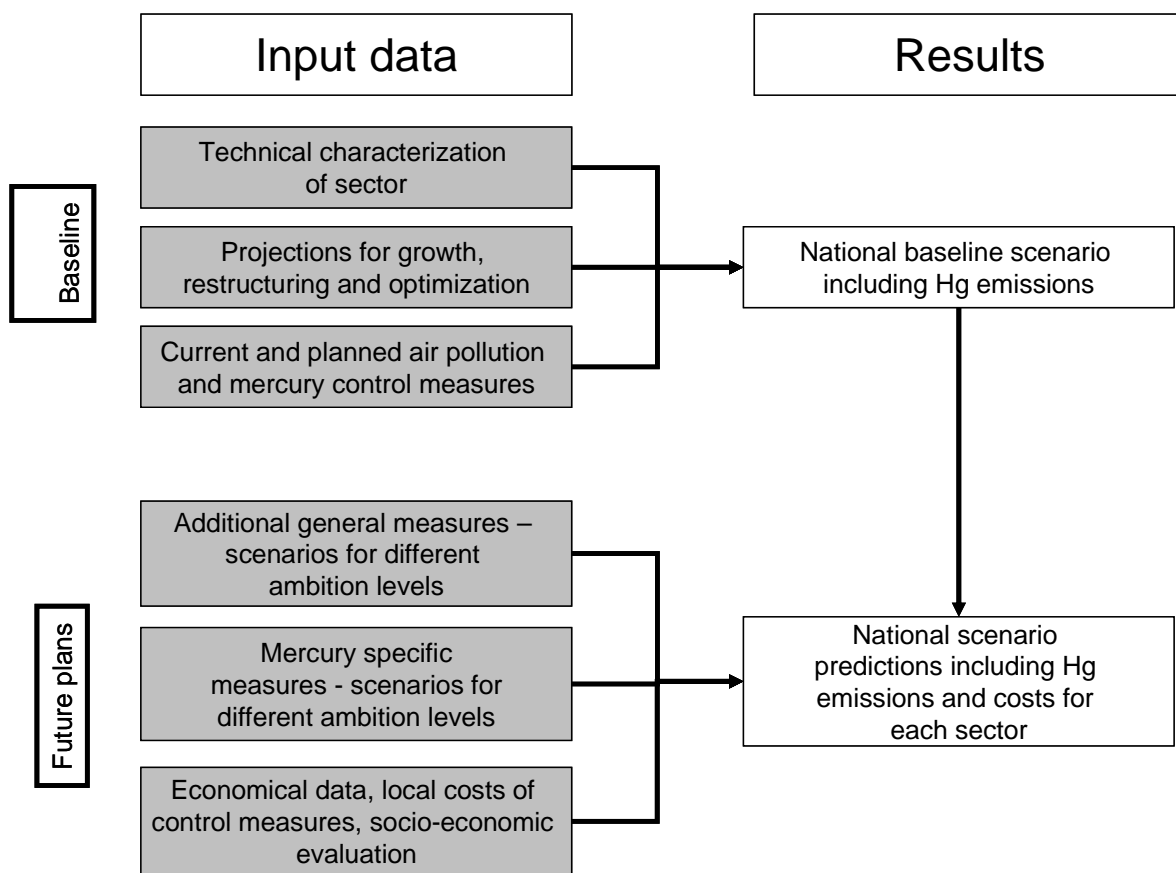 Input data
Results
Baseline
Technical characterization
of sector
Projections for growth,
restructuring and optimization
Current and planned air pollution
and mercury control measures
National baseline scenario
including Hg emissions
Future plans
Additional general measures –
scenarios for different
ambition levels
Mercury specific
measures - scenarios for
different ambition levels
Economical data, local costs of
control measures, socio-economic
evaluation
National scenario
predictions including Hg
emissions and costs for
each sector